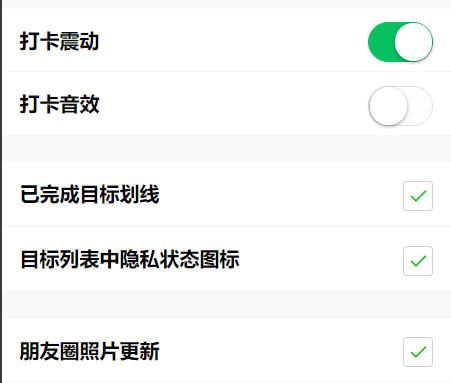 打卡震动
打卡音效
已完成目标划线
目标列表中隐私状态图标
朋友圈照片更新